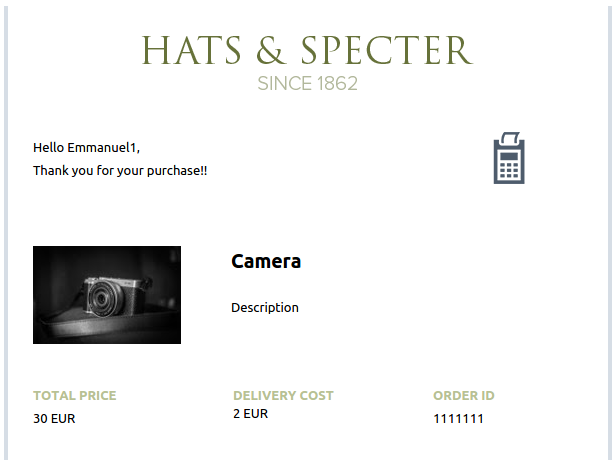 HATS & SPECTER
SINCE 1862
Hello Emmanuel1,
Thank you for your purchase!!
Camera
Description
TOTAL PRICE
30 EUR
DELIVERY COST
2 EUR
ORDER ID
1111111